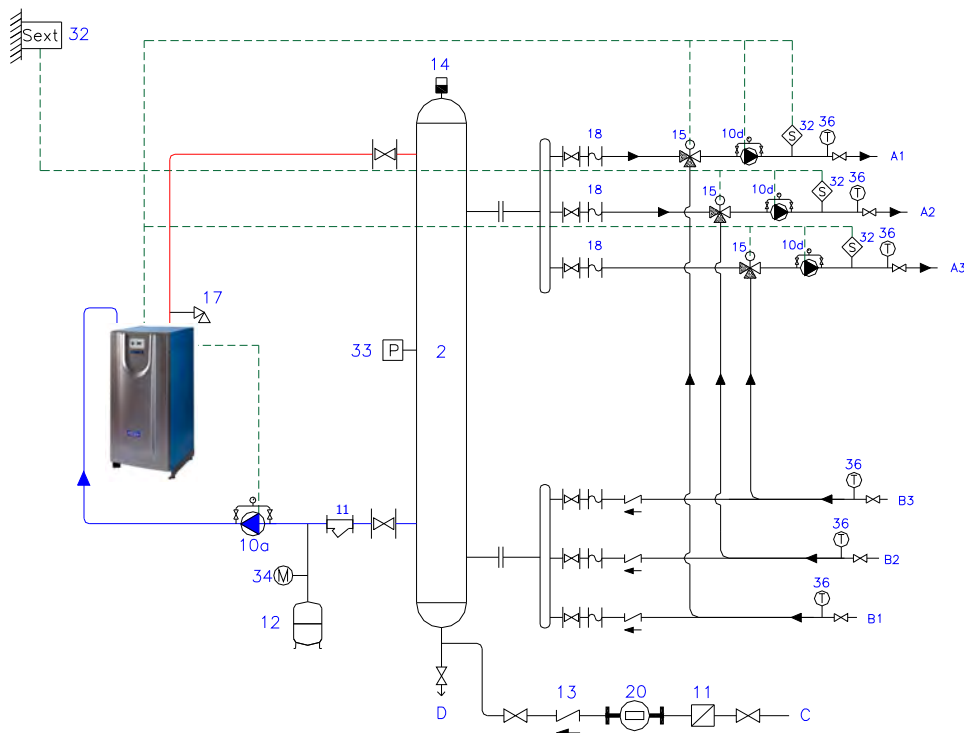 Sext 32
14
18 15 10d S 32 36 T A1
18 15 10d S 32 36 T A2
18 15 10d S 32 36 T A3
17
33 P 2
36 T B3
10a 11
36 T B2
34 M
12
36 T B1
D 13 20 11 C